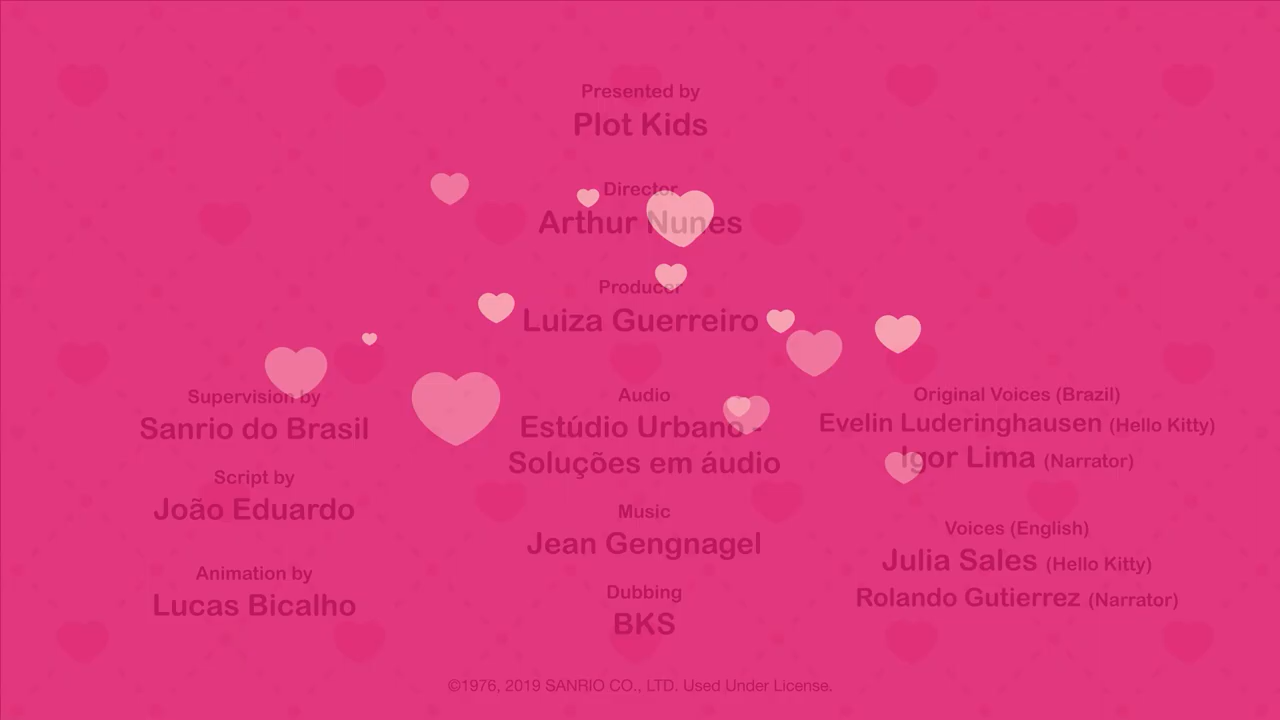 Presented by
Plot Kids
Director
Arthur Nunes
Producer
Luiza Guerreiro
Supervision by
Sanrio do Brasil
Script by
João Eduardo
Animation by
Lucas Bicalho
Audio
Estúdio Urbano -
Soluções em áudio
Music
Jean Gengnagel
Dubbing
BKS
Original Voices (Brazil)
Evelin Luderinghausen (Hello Kitty)
Igor Lima (Narrator)
Voices (English)
Julia Sales (Hello Kitty)
Rolando Gutierrez (Narrator)
©1976, 2019 SANRIO CO., LTD. Used Under License.